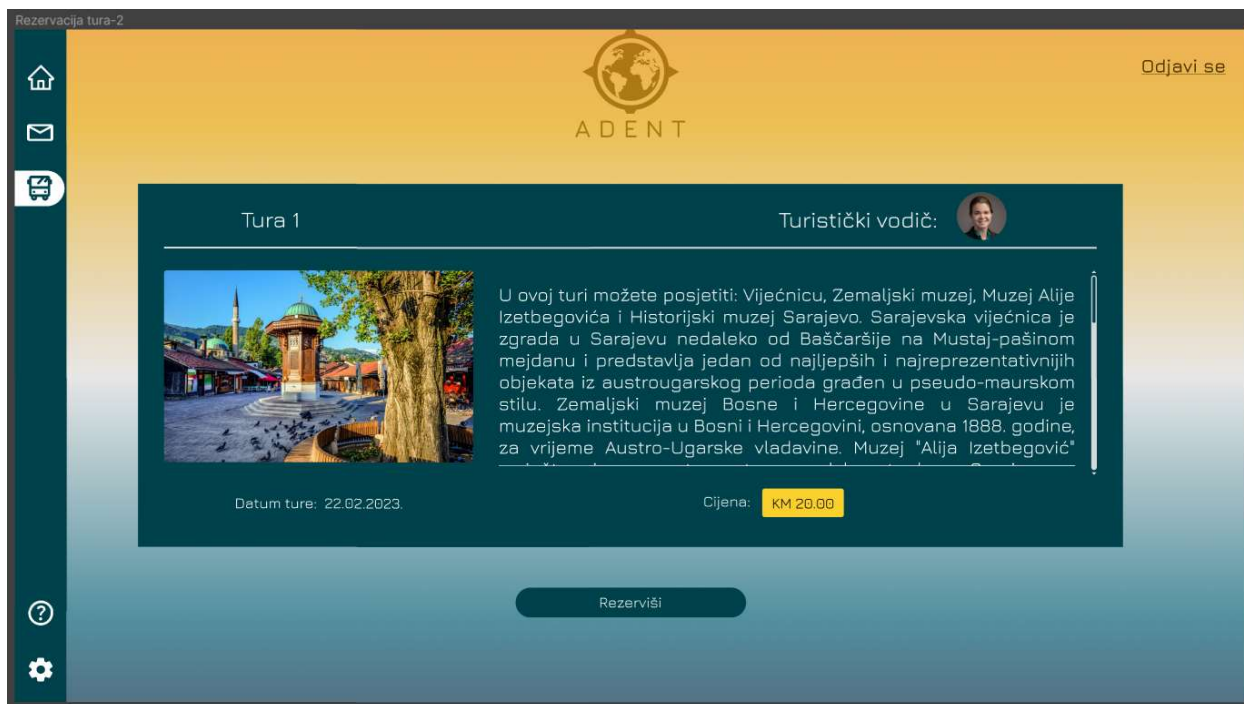 Rezervacija tura-2
Odjavi se
ADENT
Tura 1
Turistički vodič:
U ovoj turi možete posjetiti: Vijećnicu, Zemaljski muzej, Muzej Alije
Izetbegovića i Historijski muzej Sarajevo. Sarajevska vijećnica je
zgrada u Sarajevu nedaleko od Baščaršije na Mustaj-pašinom
mejdanu i predstavlja jedan od najljepših i najreprezentativnijih
objekata iz austrougarskog perioda građen u pseudo-maurskom
stilu. Zemaljski muzej Bosne i Hercegovine u Sarajevu je
muzejska institucija u Bosni i Hercegovini, osnovana 1888. godine,
za vrijeme Austro-Ugarske vladavine. Muzej "Alija Izetbegović"
Datum ture: 22.02.2023.
Cijena: KM 20.00
Rezerviši